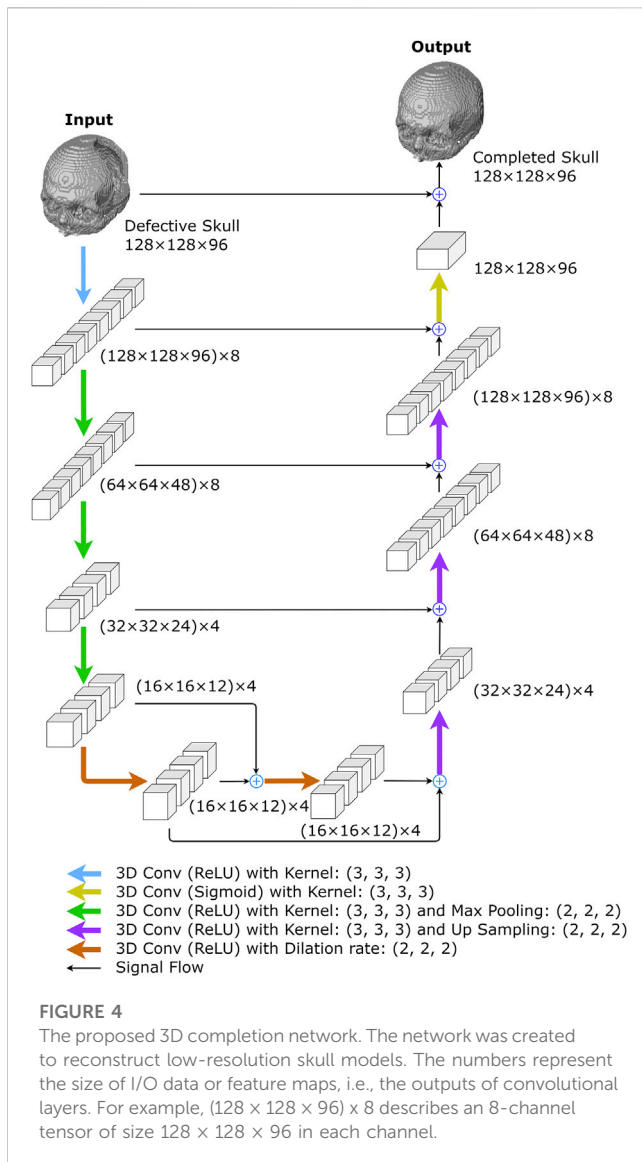 Output
Input
Completed Skull
128×128×96
Defective Skull
128×128×96
128×128×96
(128×128×96)×8
(128×128×96)×8
(64×64×48)×8
(64×64×48)×8
(32×32×24)×4
(16×16×12)×4
(32×32×24)×4
(16×16×12)×4
(16×16×12)×4
3D Conv (ReLU) with Kernel: (3, 3, 3)
3D Conv (Sigmoid) with Kernel: (3, 3, 3)
3D Conv (ReLU) with Kernel: (3, 3, 3) and Max Pooling: (2, 2, 2)
3D Conv (ReLU) with Kernel: (3, 3, 3) and Up Sampling: (2, 2, 2)
3D Conv (ReLU) with Dilation rate: (2, 2, 2)
Signal Flow
FIGURE 4
The proposed 3D completion network. The network was created
to reconstruct low-resolution skull models. The numbers represent
the size of I/O data or feature maps, i.e., the outputs of convolutional
layers. For example, (128 × 128 × 96) x 8 describes an 8-channel
tensor of size 128 × 128 × 96 in each channel.